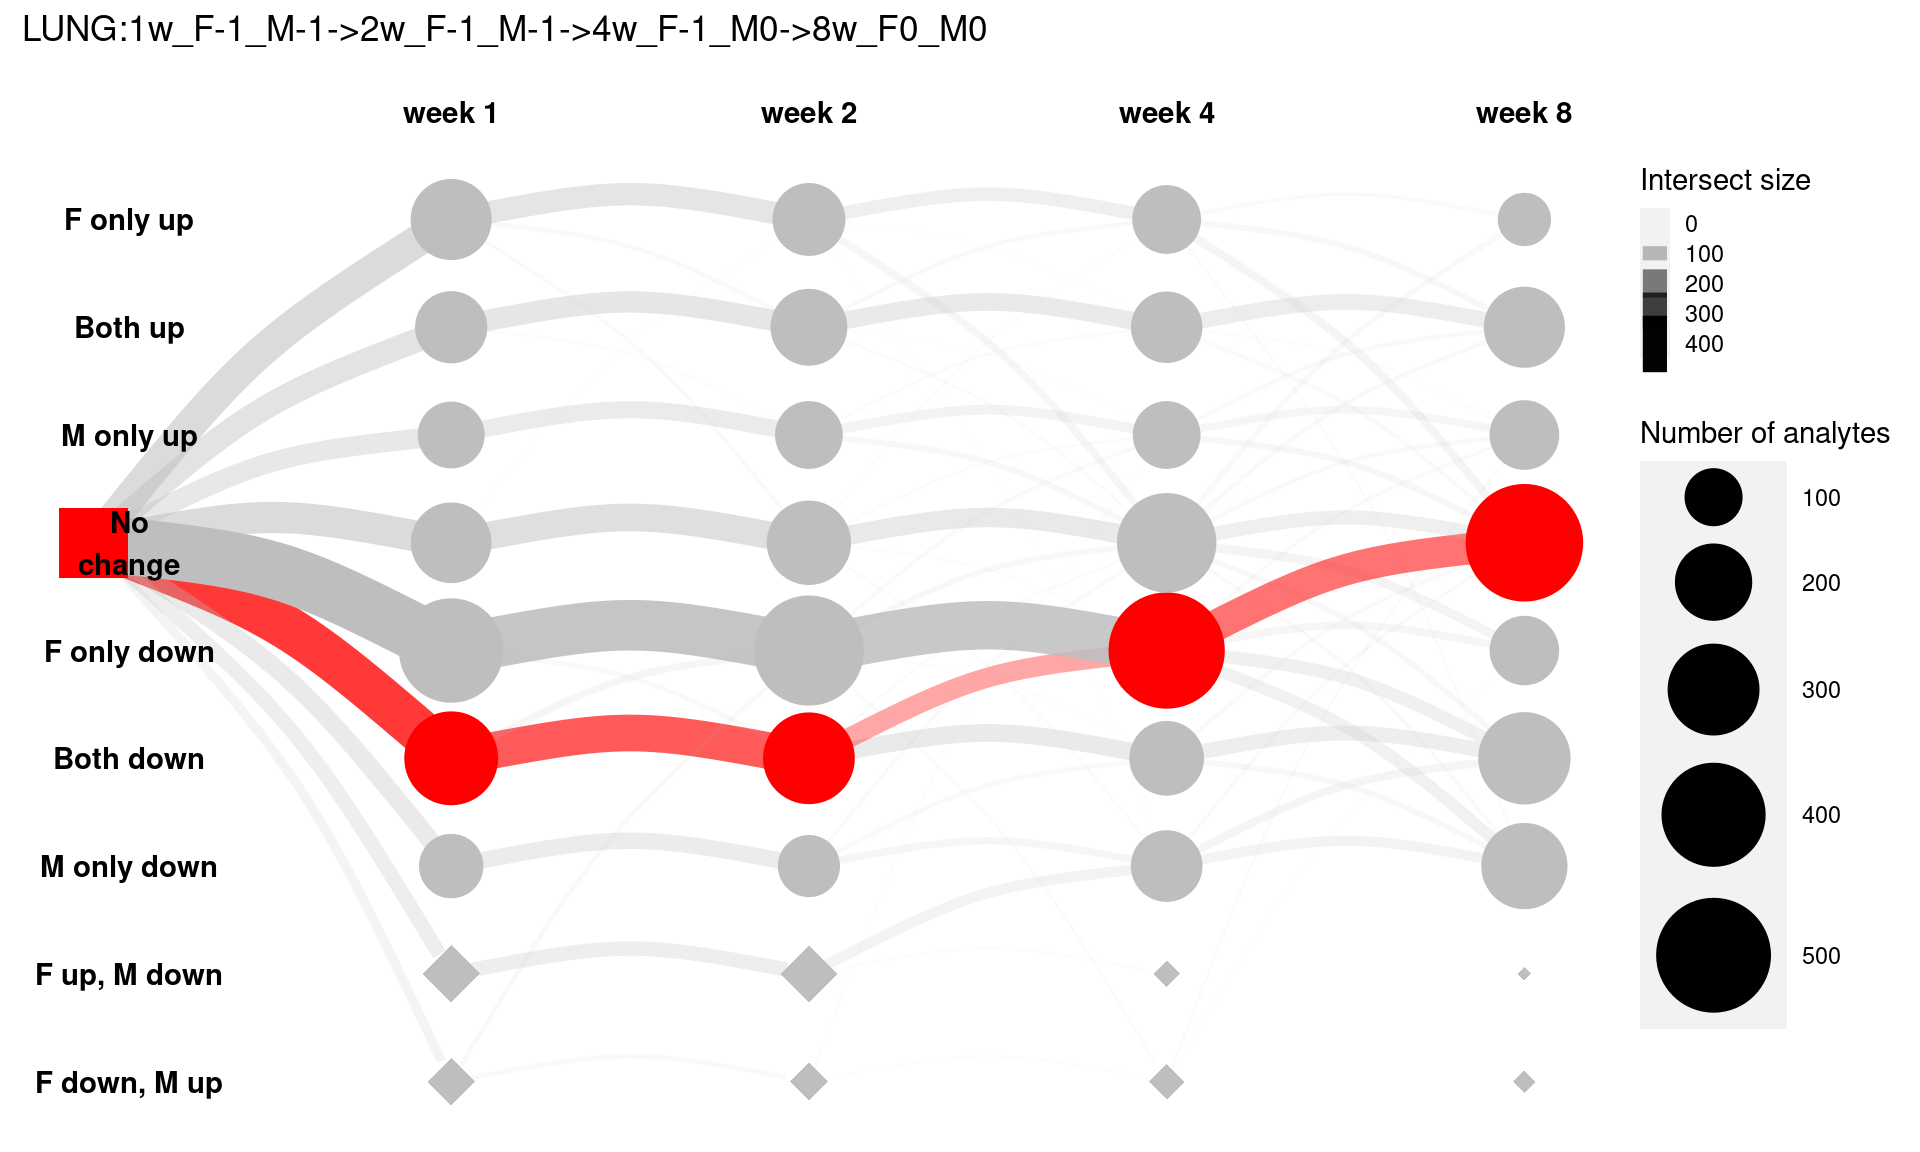 LUNG:1w_F-1_M-1->2w_F-1_M-1->4w_F-1_M0->8w_F0_M0
week 1
week 2
week 4
week 8
F only up
Both up
M only up
No
change
F only down
Both down
M only down
F up, M down
F down, M up
Intersect size
0
100
200
300
400
Number of analytes
100
200
300
400
500